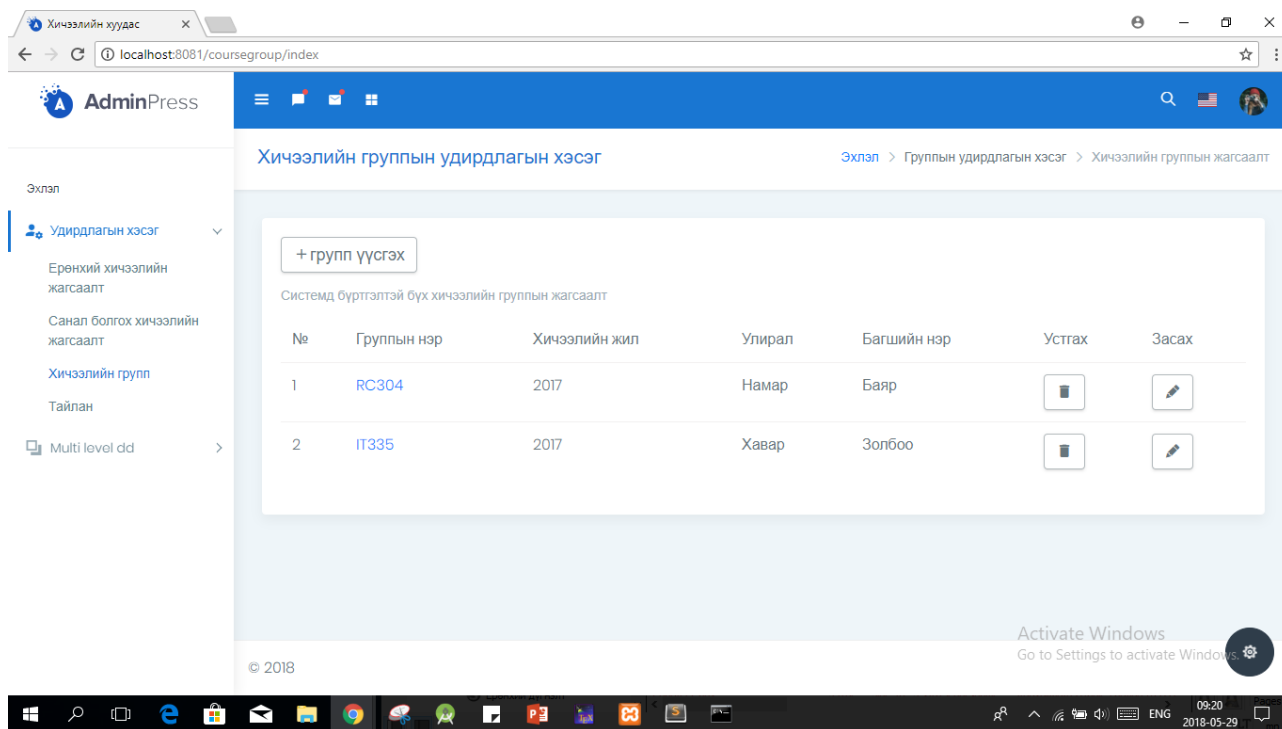 Хичээлийн хуудас
localhost:8081/coursegroup/index
AdminPress
Хичээлийн группын удирдлагын хэсэг
Эхлэл > Группын удирдлагын хэсэг > Хичээлийн группын жагсаалт
Эхлэл
Удирдлагын хэсэг
Ерөнхий хичээлийн
жагсаалт
Санал болгох хичээлийн
жагсаалт
Хичээлийн групп
Тайлан
Multi level dd
+ групп үүсгэх
Системд бүртгэлтэй бүх хичээлийн группын жагсаалт
№ Группын нэр Хичээлийн жил Улирал Багшийн нэр Устгах Засах
1 RC304 2017 Намар Баяр
2 IT335 2017 Хавар Золбоо
Activate Windows
Go to Settings to activate Windows.
© 2018
ENG
09:20
2018-05-29